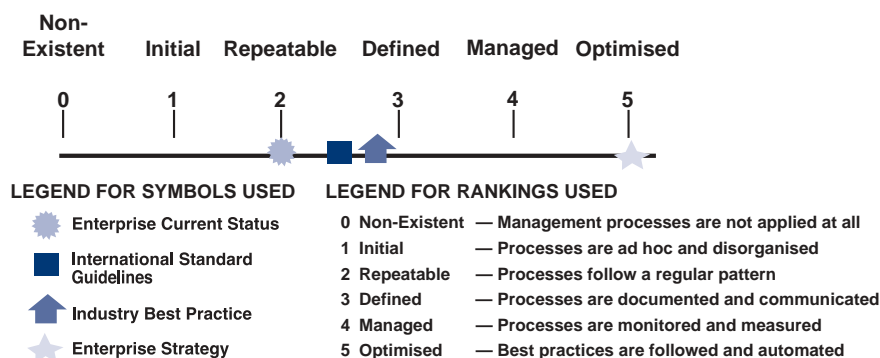 Non-
Existent Initial Repeatable Defined Managed Optimised
0 1 2 3 4 5
LEGEND FOR SYMBOLS USED
Enterprise Current Status
International Standard
Guidelines
Industry Best Practice
Enterprise Strategy
LEGEND FOR RANKINGS USED
0 Non-Existent — Management processes are not applied at all
1 Initial — Processes are ad hoc and disorganised
2 Repeatable — Processes follow a regular pattern
3 Defined — Processes are documented and communicated
4 Managed — Processes are monitored and measured
5 Optimised — Best practices are followed and automated